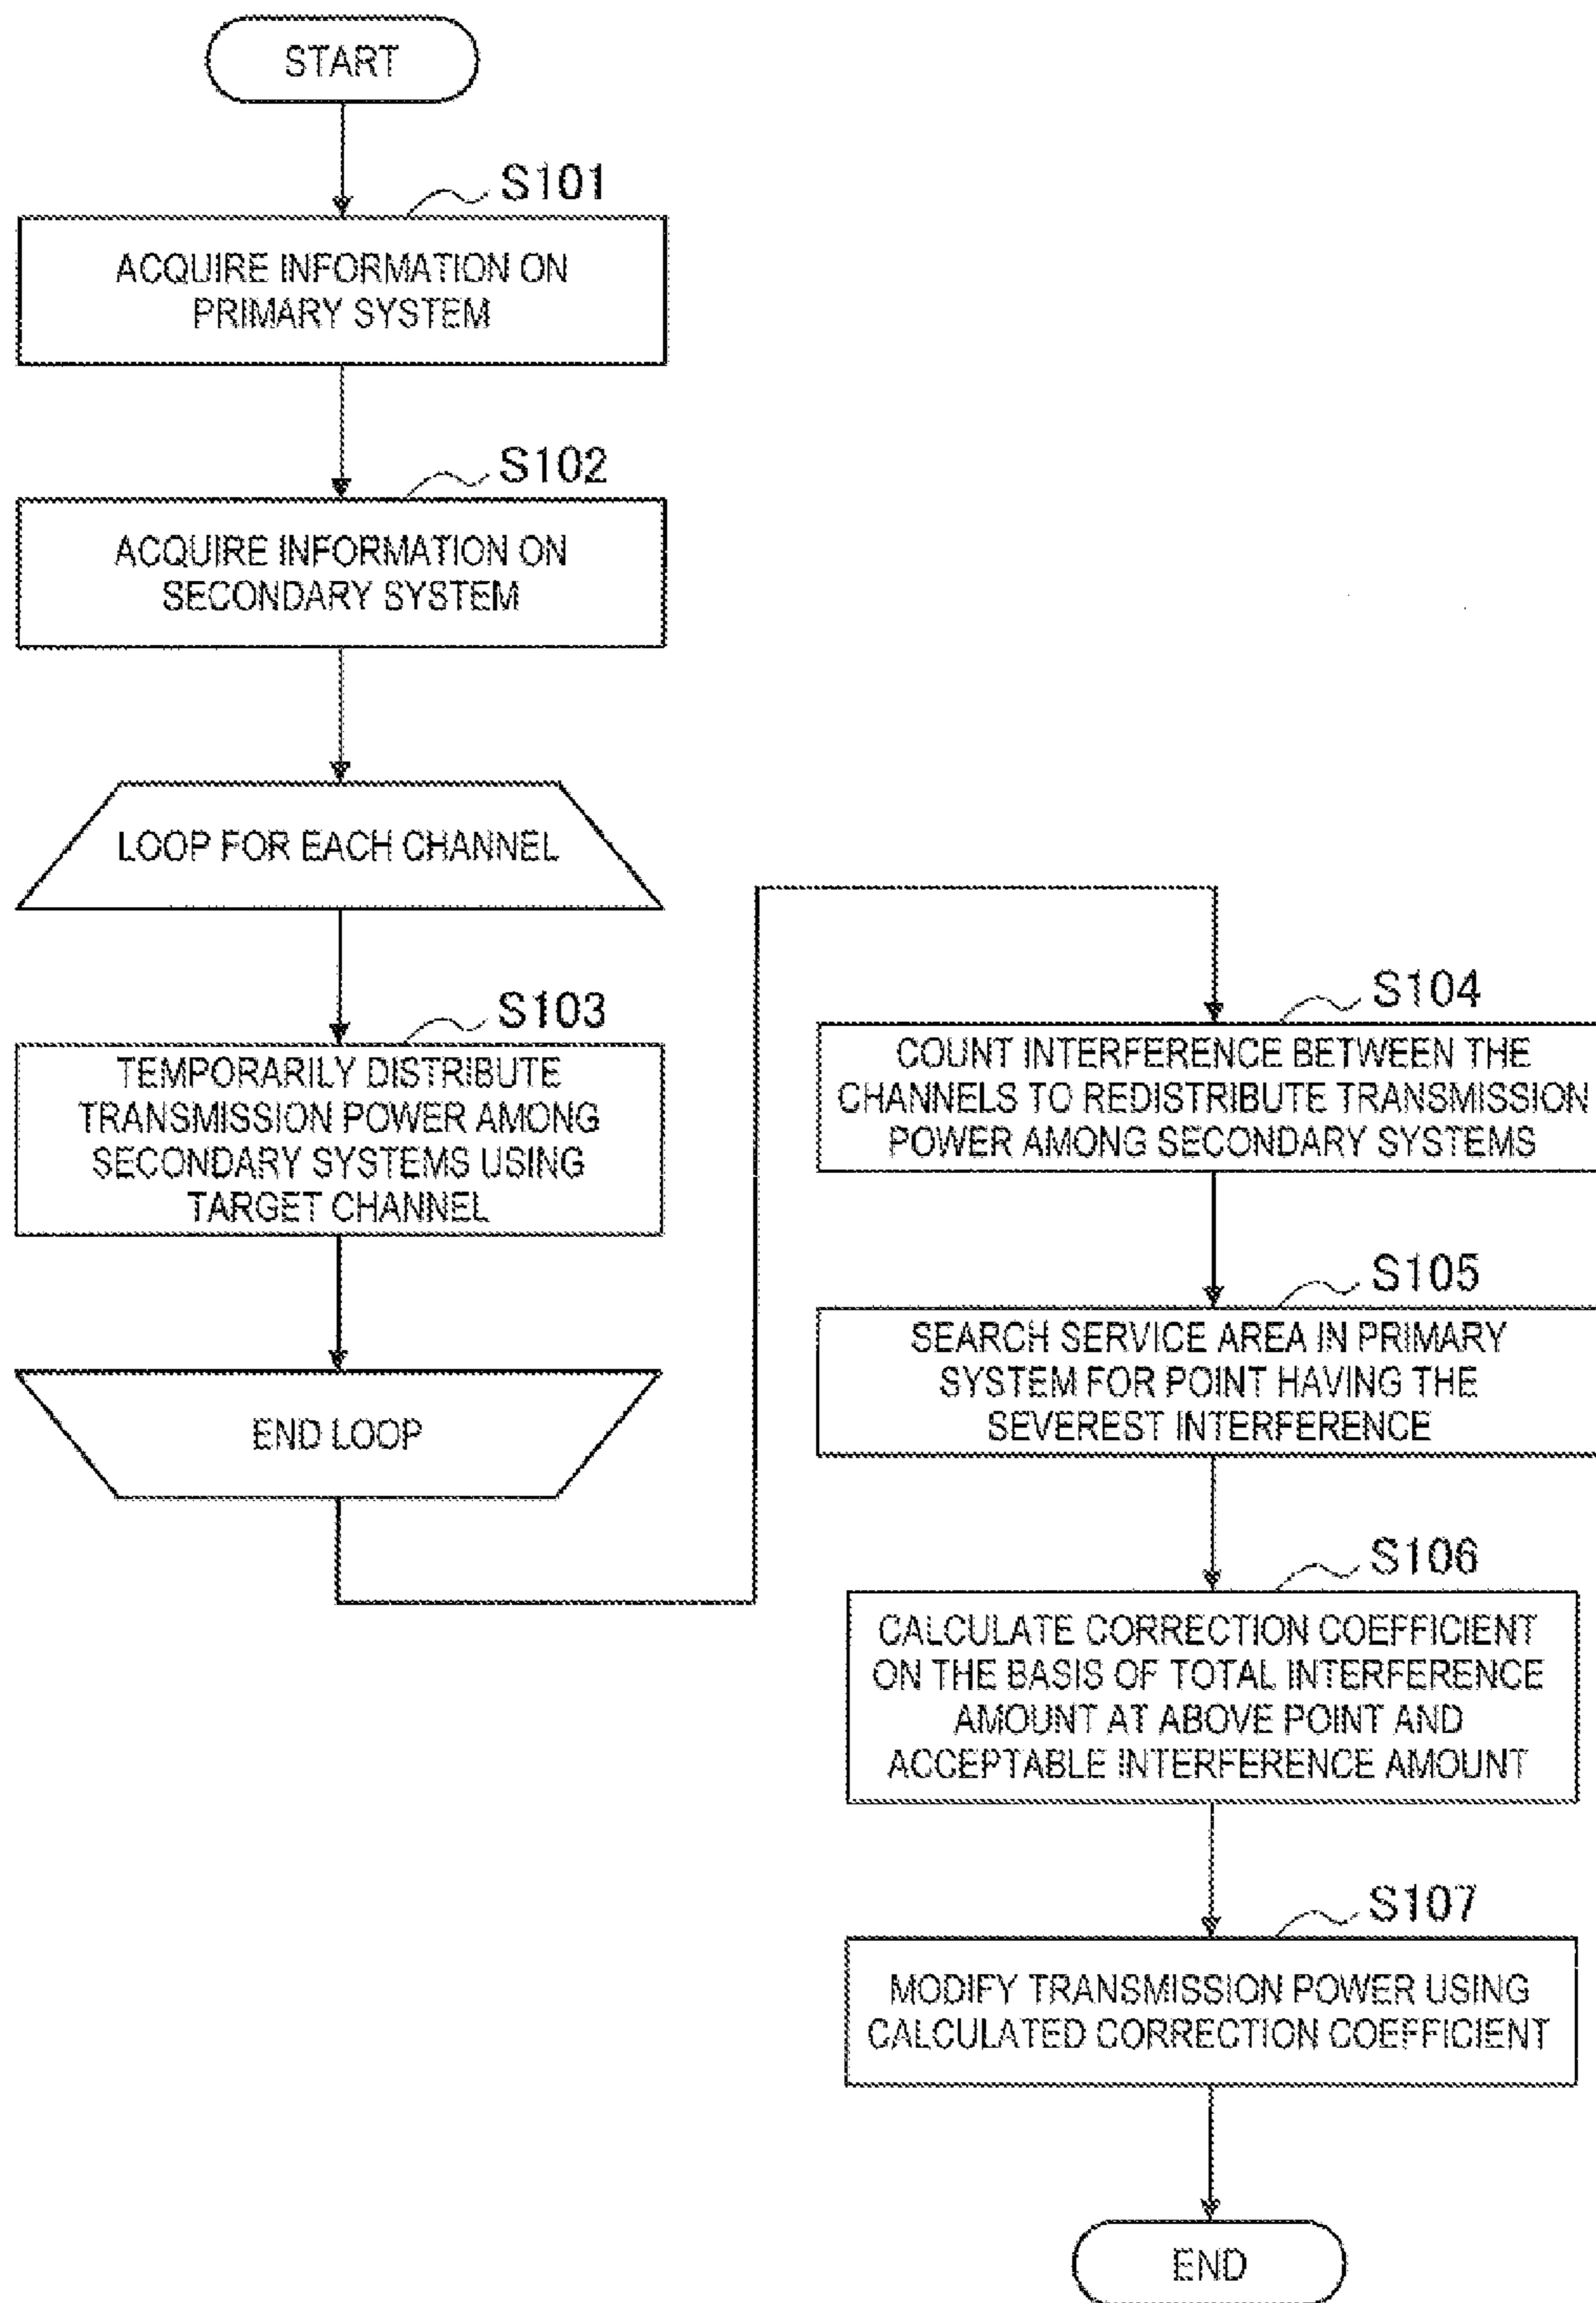 START
S101
ACQUIRE INFORMATION ON
PRIMARY SYSTEM
S102
ACQUIRE INFORMATION ON
SECONDARY SYSTEM
LOOP FOR EACH CHANNEL
S103
TEMPORARILY DISTRIBUTE
TRANSMISSION POWER AMONG
SECONDARY SYSTEMS USING
TARGET CHANNEL
END LOOP
S104
COUNT INTERFERENCE BETWEEN THE
CHANNELS TO REDISTRIBUTE TRANSMISSION
POWER AMONG SECONDARY SYSTEMS
S105
SEARCH SERVICE AREA IN PRIMARY
SYSTEM FOR POINT HAVING THE
SEVEREST INTERFERENCE
S106
CALCULATE CORRECTION COEFFICIENT
ON THE BASIS OF TOTAL INTERFERENCE
AMOUNT AT ABOVE POINT AND
ACCEPTABLE INTERFERENCE AMOUNT
S107
MODIFY TRANSMISSION POWER USING
CALCULATED CORRECTION COEFFICIENT
END